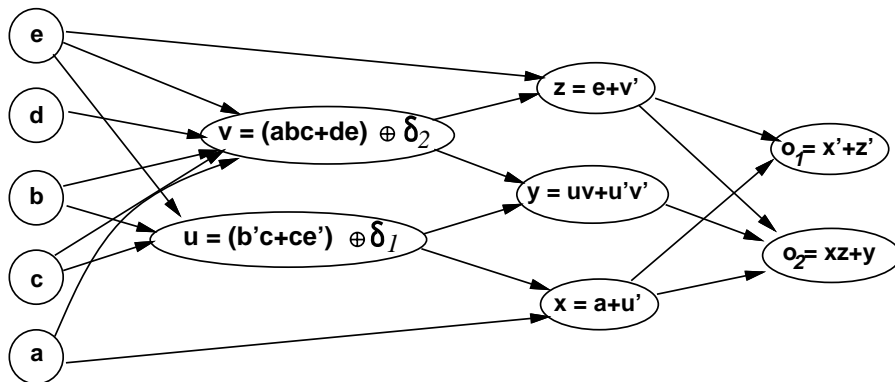 e
d
b
c
a
v = (abc+de) ⊕ δ₂
u = (b'c+ce') ⊕ δ₁
z = e+v'
y = uv+u'v'
x = a+u'
o₁= x'+z'
o₂= xz+y